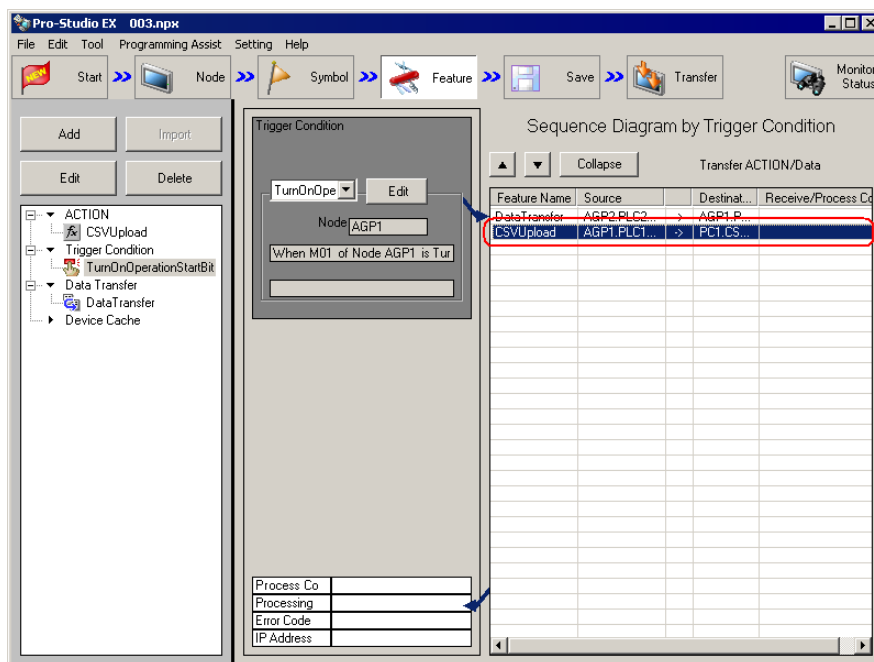 Pro-Studio EX 003.npx
File Edit Tool Programming Assist Setting Help
NEW Start Node Symbol Feature Save Transfer Monitor Status
Add Import
Edit Delete
ACTION
fx CSVUpload
Trigger Condition
TurnOnOperationStartBit
Data Transfer
DataTransfer
Device Cache
Trigger Condition
TurnOnOpe Edit
Node AGP1
When M01 of Node AGP1 is Tur
Process Co
Processing
Error Code
IP Address
Sequence Diagram by Trigger Condition
Collapse Transfer ACTION/Data
Feature Name Source Destinat... Receive/Process Co
DataTransfer AGP2.PLC2... -> AGP1.P...
CSVUpload AGP1.PLC1... -> PC1.CS...